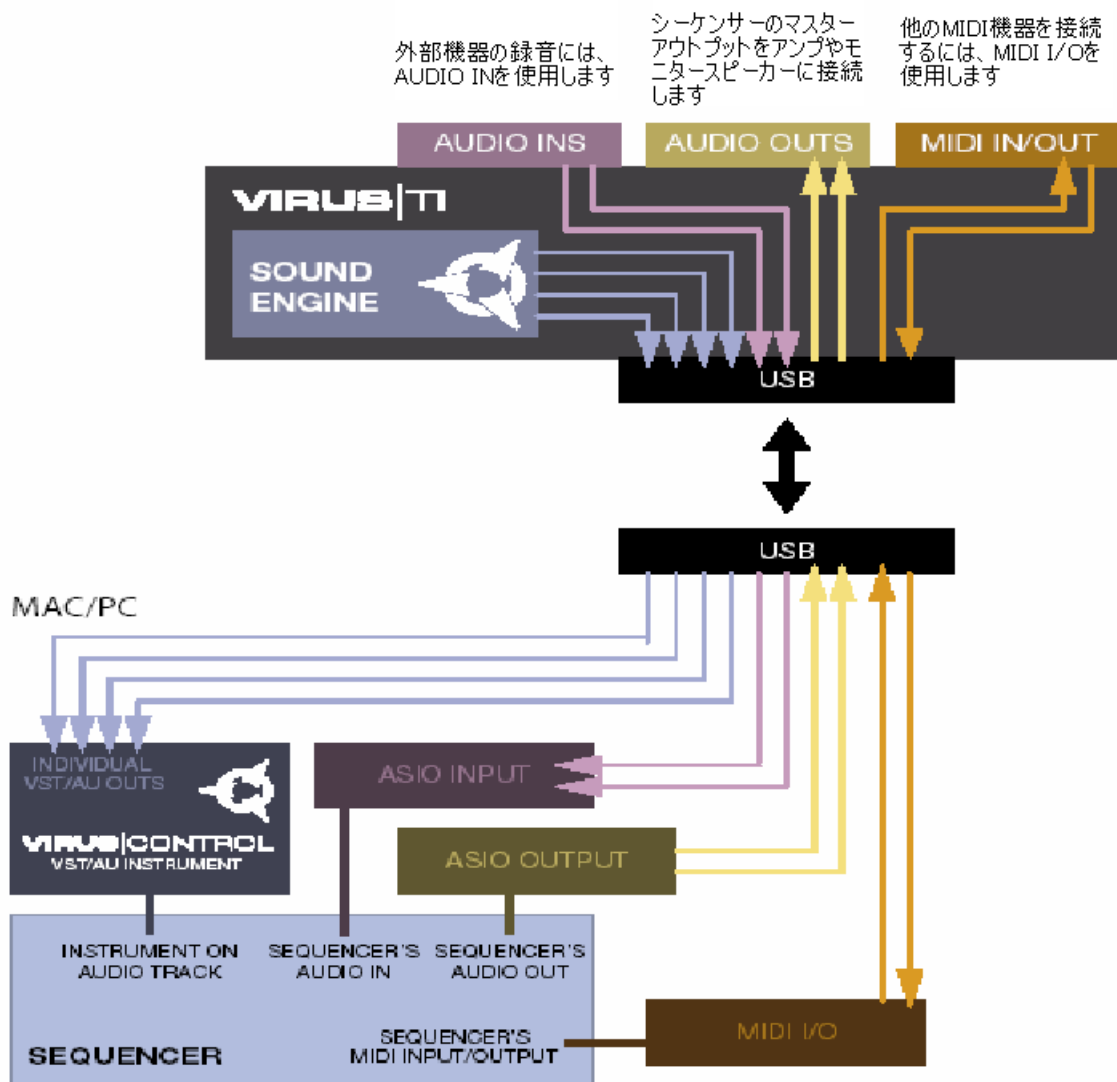 外部機器の録音には、
AUDIO INを使用します
シーケンサーのマスター
アウトプットをアンプやモ
ニタースピーカーに接続
します
他のMIDI機器を接続
するには、MIDI I/Oを
使用します
AUDIO INS
AUDIO OUTS
MIDI IN/OUT
VIRUS|TI
SOUND
ENGINE
USB
USB
MAC/PC
INDIVIDUAL
VST/AU OUTS
VIRUS|CONTROL
VST/AU INSTRUMENT
ASIO INPUT
ASIO OUTPUT
INSTRUMENT ON
AUDIO TRACK
SEQUENCER'S
AUDIO IN
SEQUENCER'S
AUDIO OUT
SEQUENCER'S
MIDI INPUT/OUTPUT
MIDI I/O
SEQUENCER